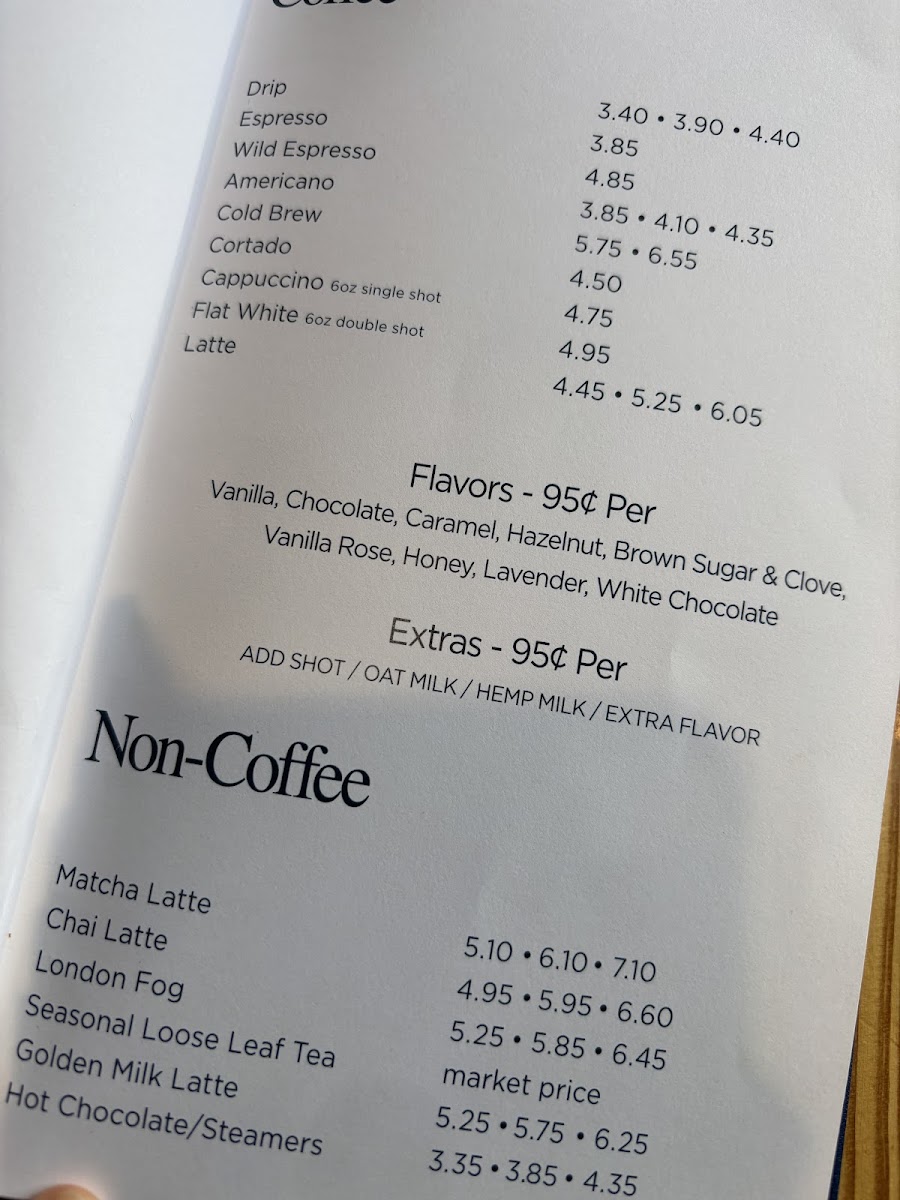 Coffee
Drip 3.40 • 3.90 • 4.40
Espresso 3.85
Wild Espresso 4.85
Americano 3.85 • 4.10 • 4.35
Cold Brew 5.75 • 6.55
Cortado 4.50
Cappuccino 6oz single shot 4.75
Flat White 6oz double shot 4.95
Latte 4.45 • 5.25 • 6.05
Flavors - 95¢ Per
Vanilla, Chocolate, Caramel, Hazelnut, Brown Sugar & Clove,
Vanilla Rose, Honey, Lavender, White Chocolate
Extras - 95¢ Per
ADD SHOT / OAT MILK / HEMP MILK / EXTRA FLAVOR
Non-Coffee
Matcha Latte 5.10 • 6.10 • 7.10
Chai Latte 4.95 • 5.95 • 6.60
London Fog 5.25 • 5.85 • 6.45
Seasonal Loose Leaf Tea market price
Golden Milk Latte 5.25 • 5.75 • 6.25
Hot Chocolate/Steamers 3.35 • 3.85 • 4.35